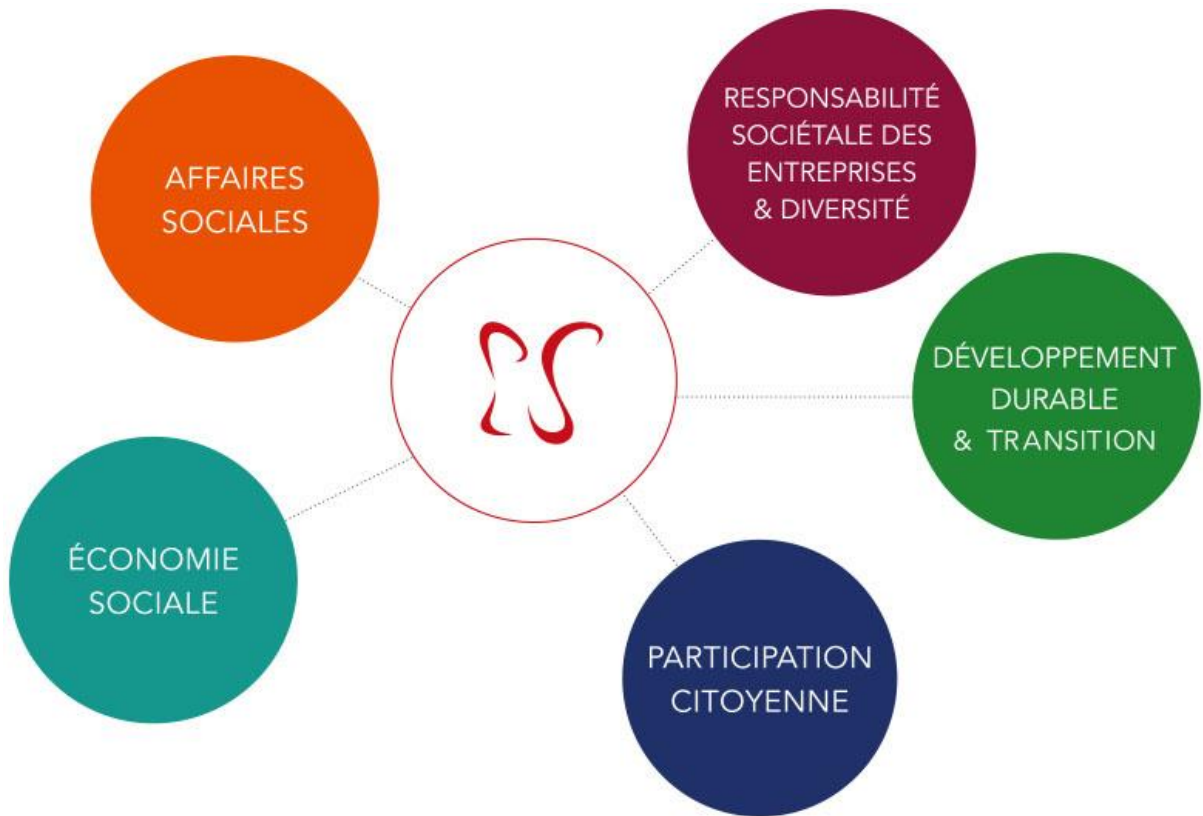 AFFAIRES
SOCIALES
RESPONSABILITÉ
SOCIÉTALE DES
ENTREPRISES
& DIVERSITÉ
DÉVELOPPEMENT
DURABLE
& TRANSITION
ÉCONOMIE
SOCIALE
PARTICIPATION
CITOYENNE